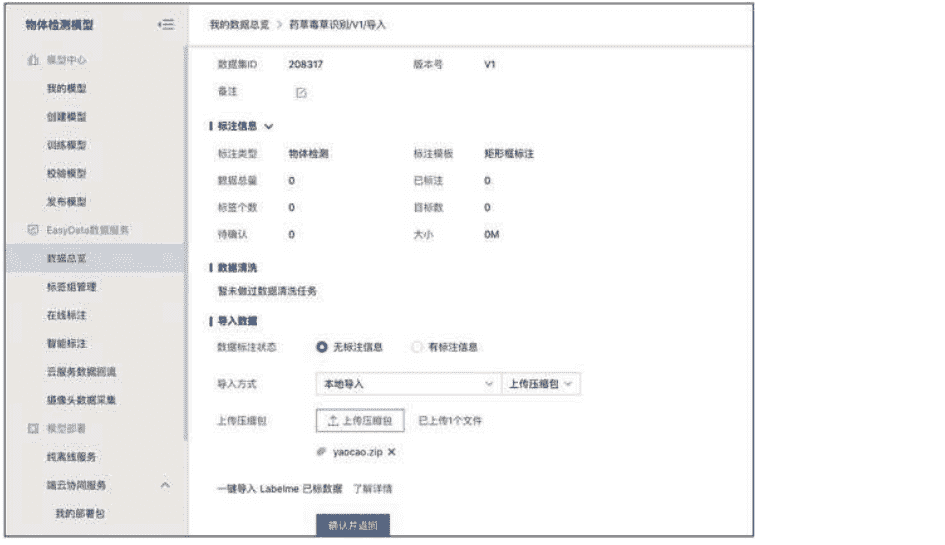 物体检测模型
模型中心
我的模型
创建模型
训练模型
校验模型
发布模型
EasyData数据服务
数据总览
标签组管理
在线标注
智能标注
云服务数据回流
摄像头数据采集
模型部署
纯离线服务
端云协同服务
我的部署包
我的数据总览 > 药草毒草识别/V1/导入
数据集ID 208317 版本号 V1
备注
标注信息
标注类型 物体检测 标注模板 矩形框标注
数据总量 0 已标注 0
标签个数 0 目标数 0
待确认 0 大小 0M
数据清洗
暂未做过数据清洗任务
导入数据
数据标注状态 无标注信息 有标注信息
导入方式 本地导入 上传压缩包
上传压缩包 上传压缩包 已上传1个文件
yaocao.zip ×
一键导入 Labelme 已标数据 了解详情
确认并返回